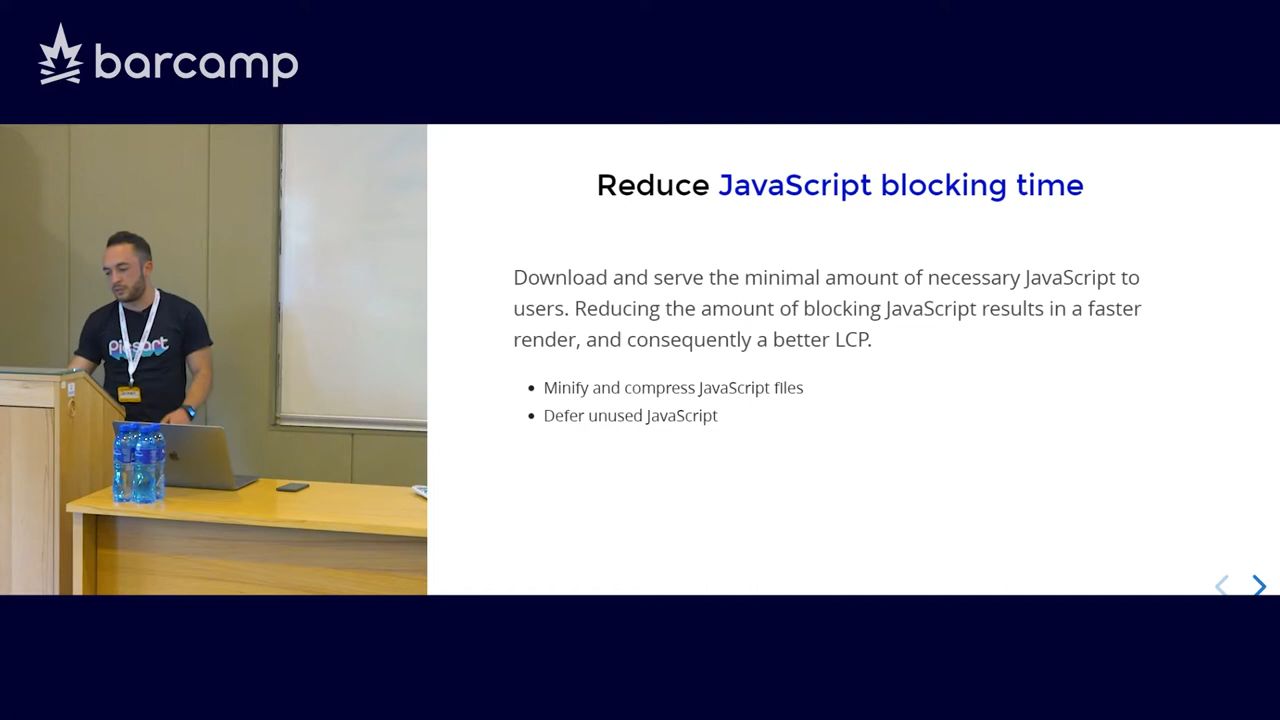 barcamp
Reduce JavaScript blocking time
Download and serve the minimal amount of necessary JavaScript to
users. Reducing the amount of blocking JavaScript results in a faster
render, and consequently a better LCP.
Minify and compress JavaScript files
Defer unused JavaScript
Picsart